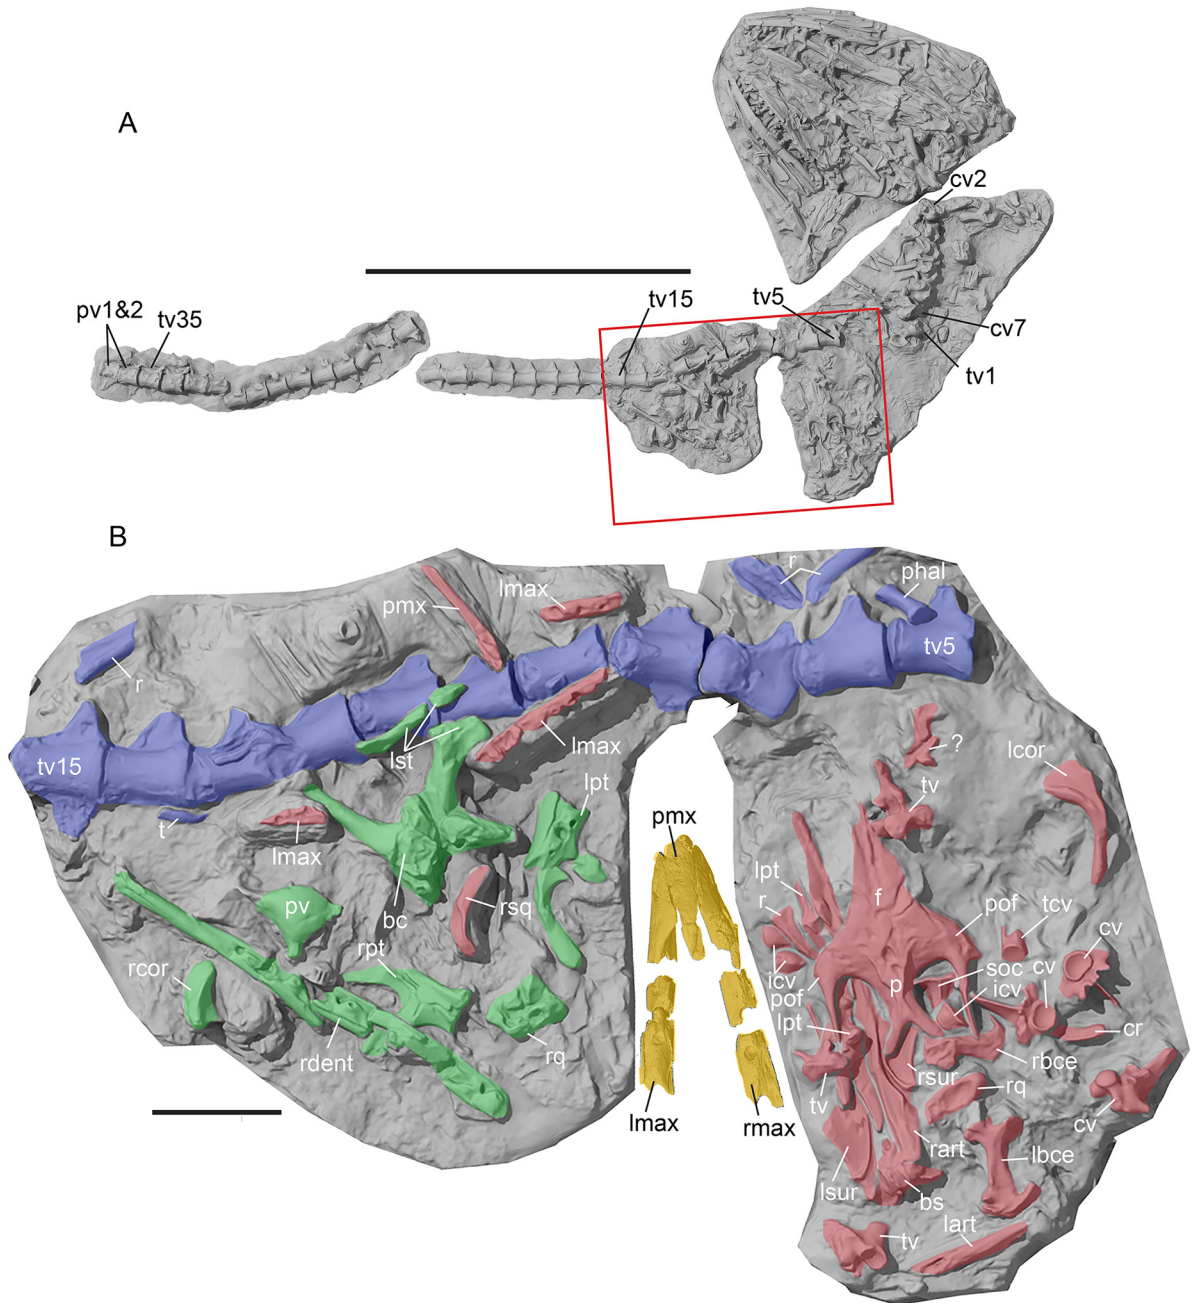 A
cv2
pv1&2
tv35
tv15
tv5
cv7
tv1
B
r
phal
lmax
pmx
r
tv5
tv15
t
lst
lmax
lpt
?
lcor
tv
lmax
pmx
bc
rsq
pv
rpt
rcor
rdent
rq
lpt
r
f
pof
tcv
cv
icv
pof
p
soc
icv
cv
lpt
cr
rbce
rsur
rq
tv
cv
lmax
rmax
rart
lbce
lsur
bs
lart
tv